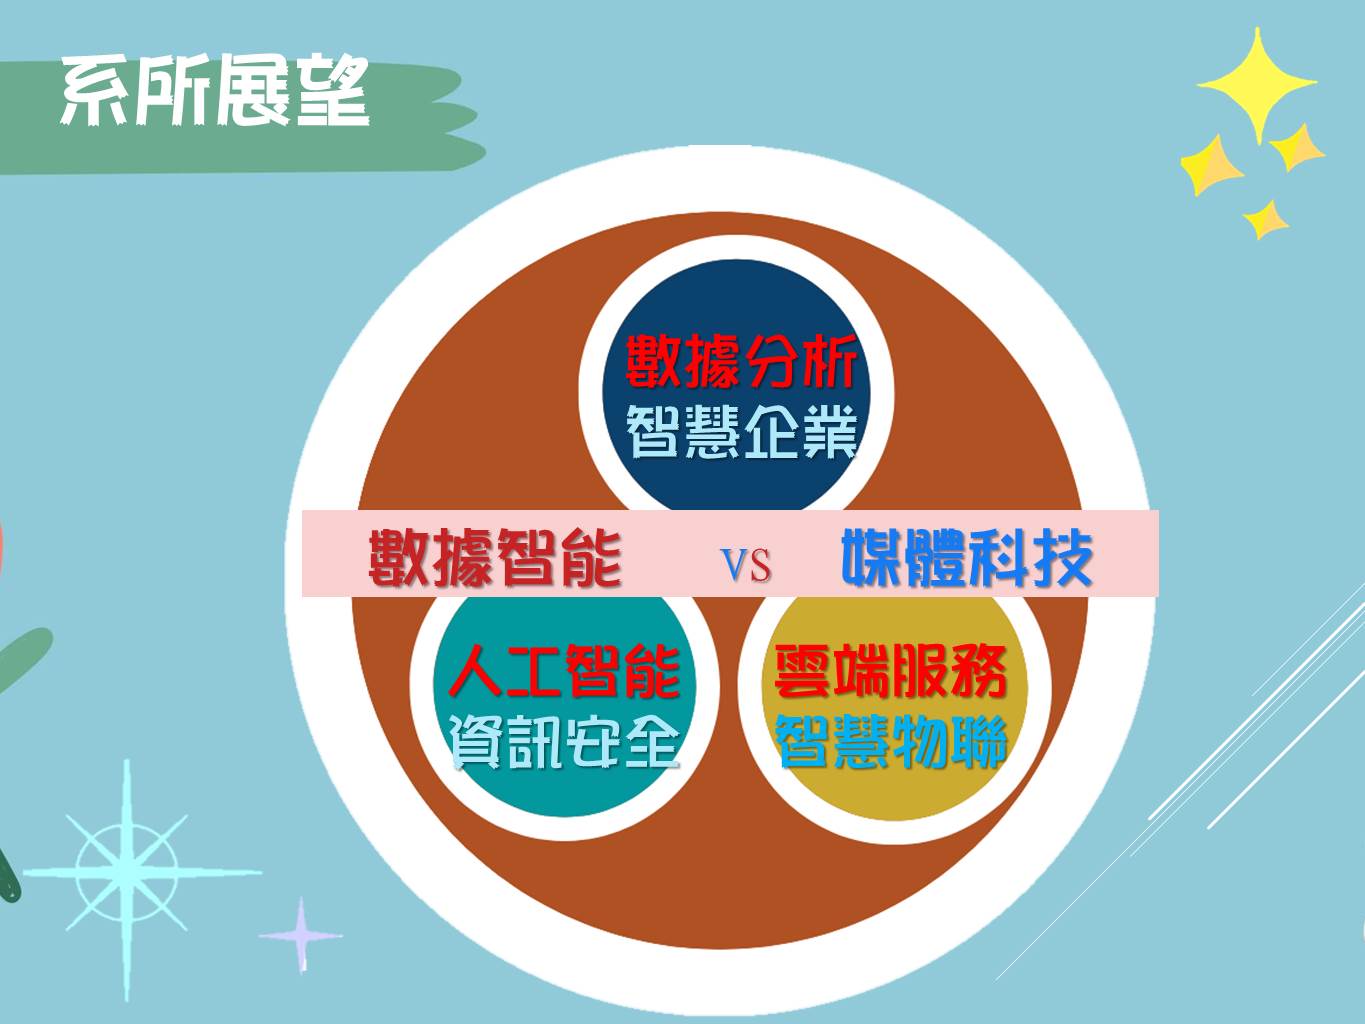 系所展望
數據分析
智慧企業
數據智能 VS 媒體科技
人工智能
資訊安全
雲端服務
智慧物聯